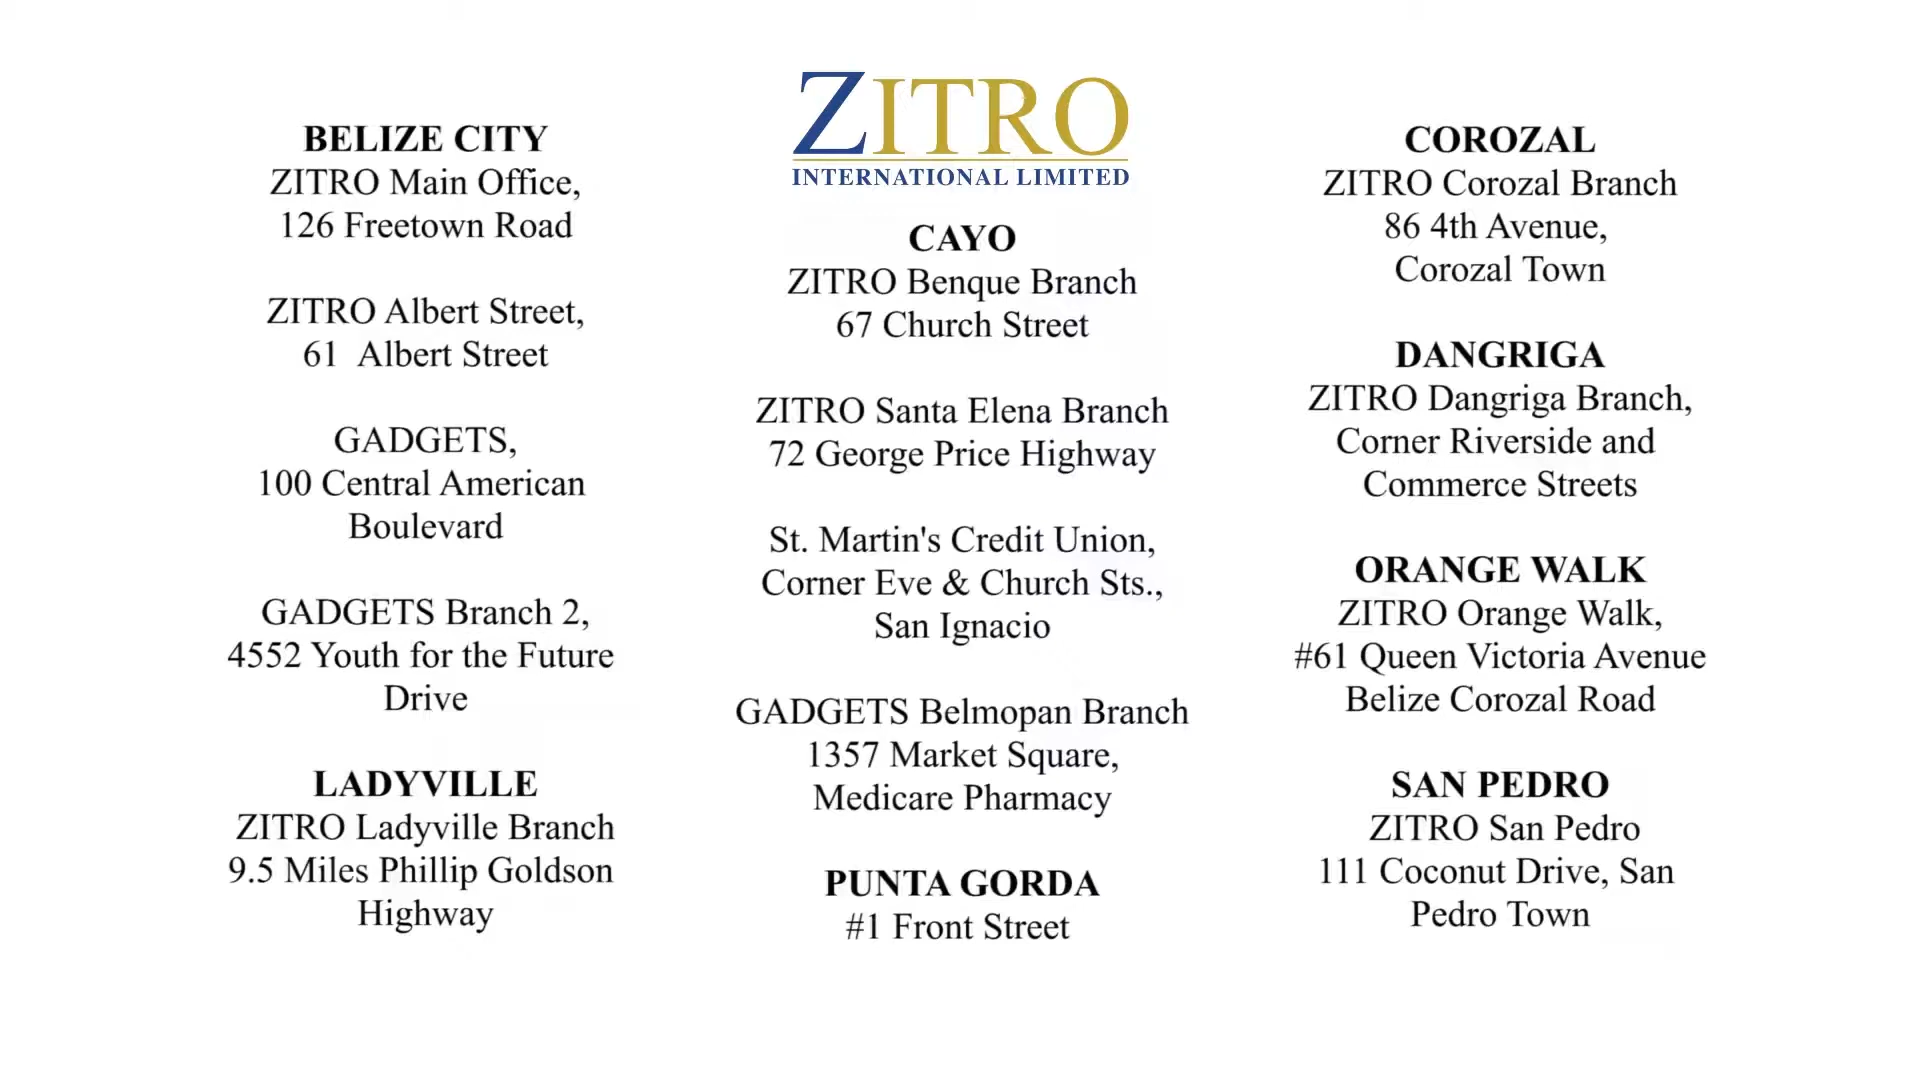 BELIZE CITY
ZITRO Main Office,
126 Freetown Road
ZITRO Albert Street,
61  Albert Street
GADGETS,
100 Central American
Boulevard
GADGETS Branch 2,
4552 Youth for the Future
Drive
LADYVILLE
ZITRO Ladyville Branch
9.5 Miles Phillip Goldson
Highway
ZITRO
INTERNATIONAL LIMITED
CAYO
ZITRO Benque Branch
67 Church Street
ZITRO Santa Elena Branch
72 George Price Highway
St. Martin's Credit Union,
Corner Eve & Church Sts.,
San Ignacio
GADGETS Belmopan Branch
1357 Market Square,
Medicare Pharmacy
PUNTA GORDA
#1 Front Street
COROZAL
ZITRO Corozal Branch
86 4th Avenue,
Corozal Town
DANGRIGA
ZITRO Dangriga Branch,
Corner Riverside and
Commerce Streets
ORANGE WALK
ZITRO Orange Walk,
#61 Queen Victoria Avenue
Belize Corozal Road
SAN PEDRO
ZITRO San Pedro
111 Coconut Drive, San
Pedro Town